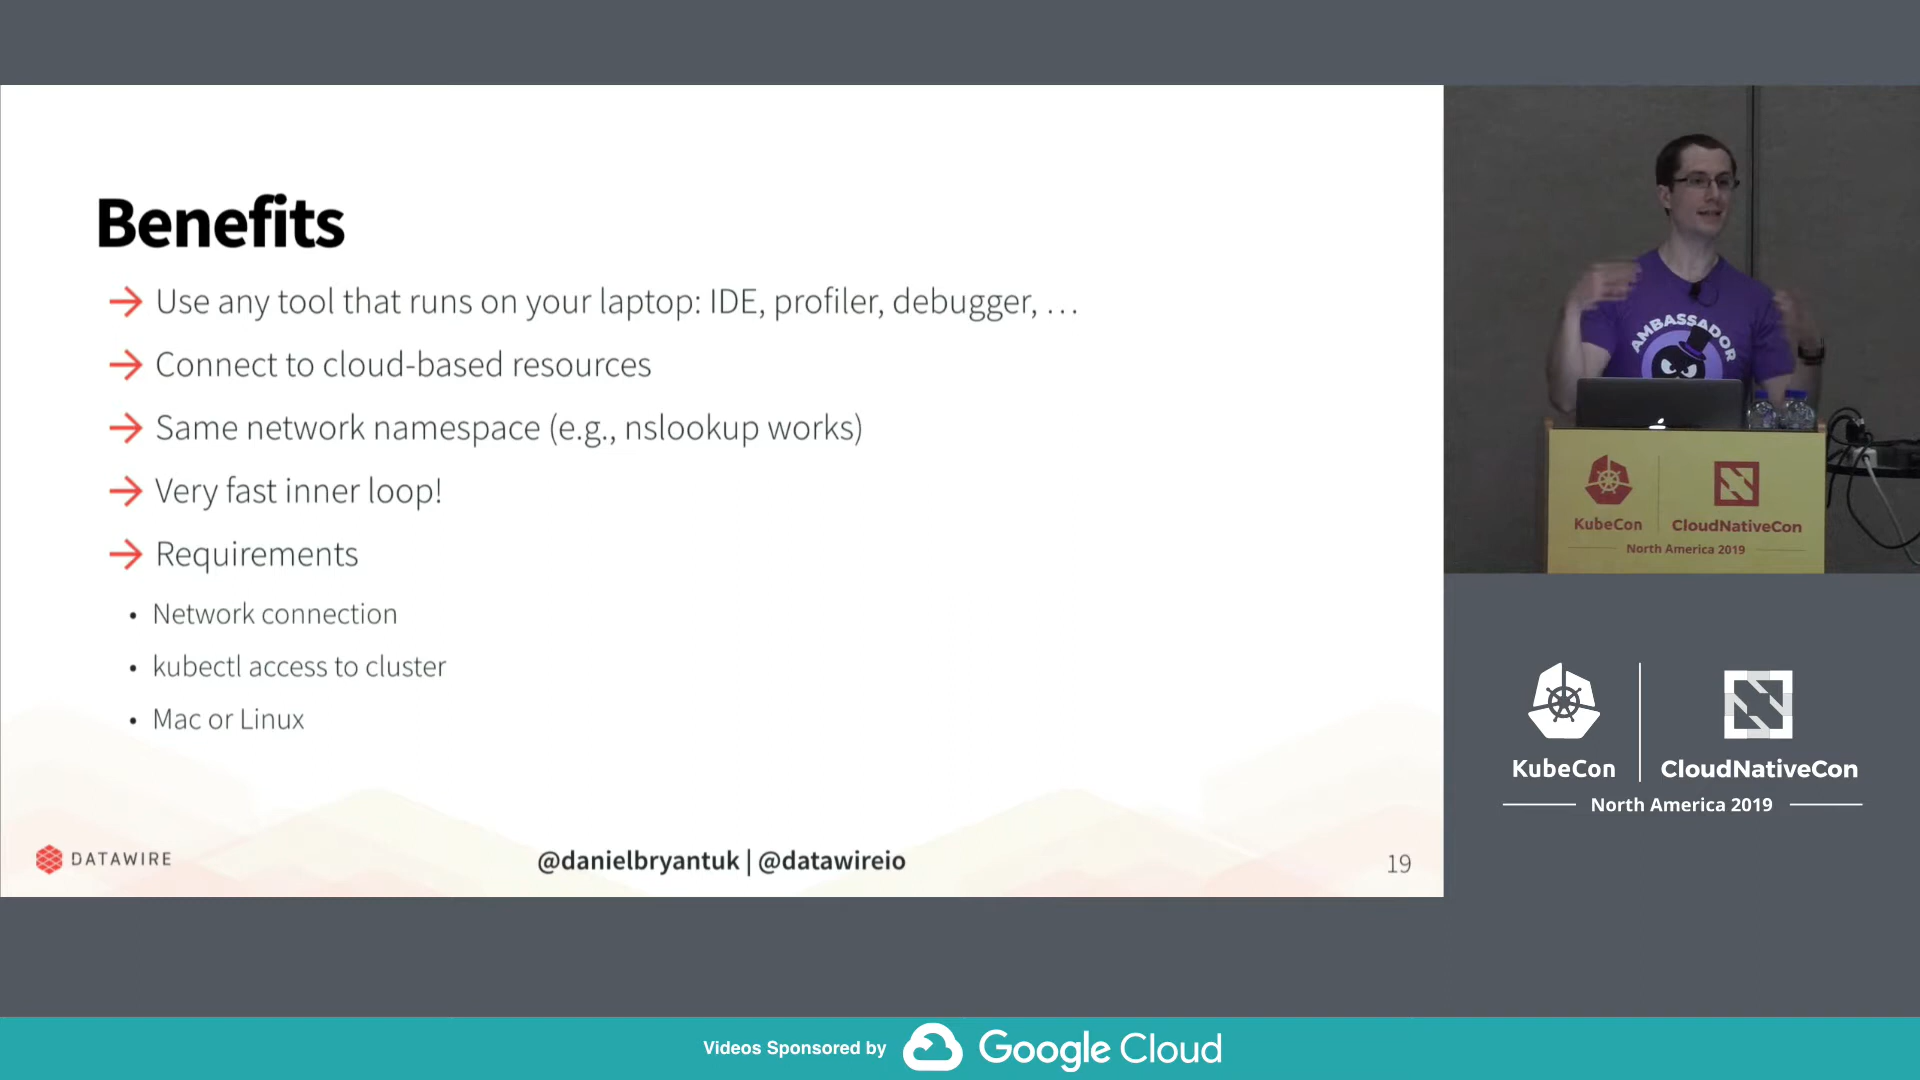 Benefits
Use any tool that runs on your laptop: IDE, profiler, debugger, …
Connect to cloud-based resources
Same network namespace (e.g., nslookup works)
Very fast inner loop!
Requirements
• Network connection
• kubectl access to cluster
• Mac or Linux
DATAWIRE
@danielbryantuk | @datawireio
19
AMBASSADOR
KubeCon
CloudNativeCon
North America 2019
KubeCon
CloudNativeCon
North America 2019
Videos Sponsored by
Google Cloud